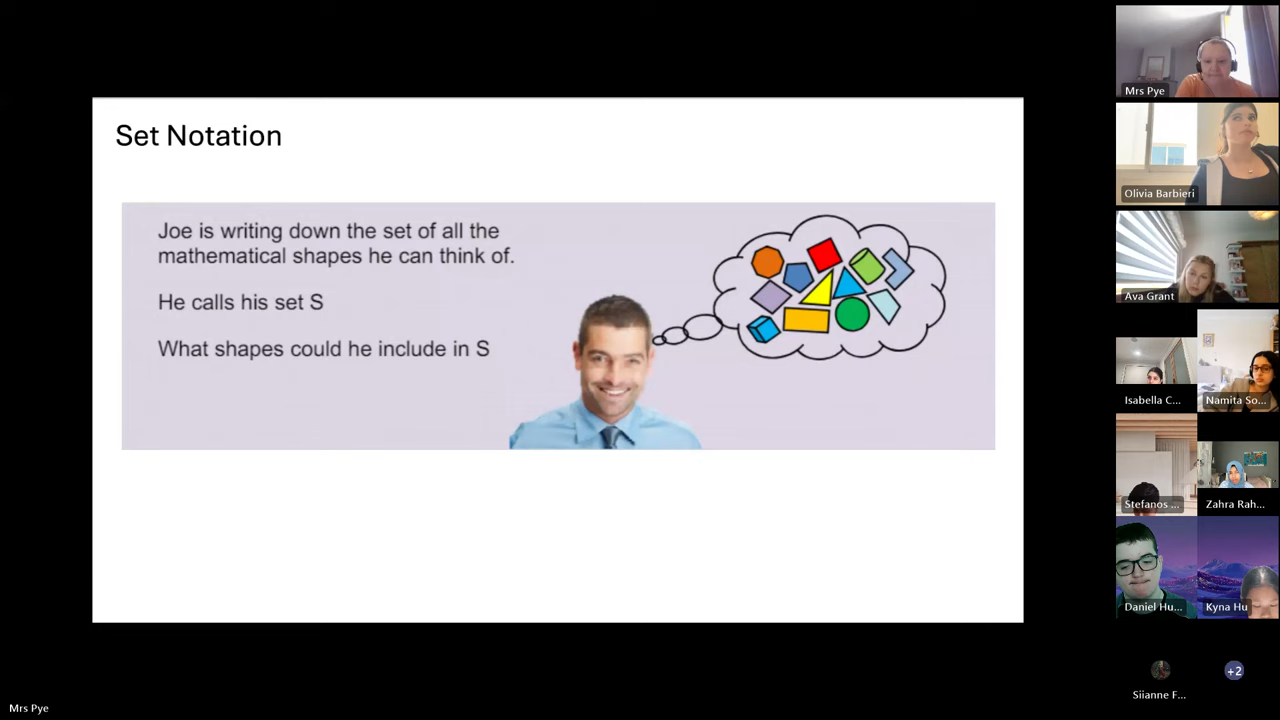 Set Notation
Joe is writing down the set of all the
mathematical shapes he can think of.
He calls his set S
What shapes could he include in S
Mrs Pye
Olivia Barbieri
Ava Grant
Isabella C...
Namita So...
Stefanos ...
Zahra Rah...
Daniel Hu...
Kyna Hu
Siianne F...
+2
Mrs Pye